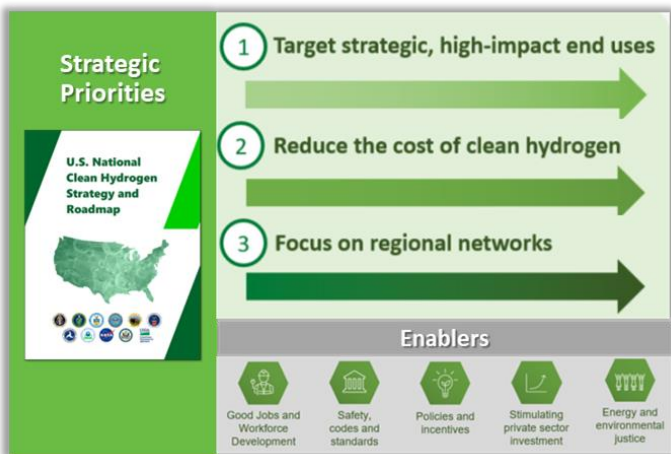 Strategic
Priorities
U.S. National
Clean Hydrogen
Strategy and
Roadmap
1 Target strategic, high-impact end uses
2 Reduce the cost of clean hydrogen
3 Focus on regional networks
Enablers
Good Jobs and
Workforce
Development
Safety,
codes and
standards
Policies and
incentives
Stimulating
private sector
investment
Energy and
environmental
justice